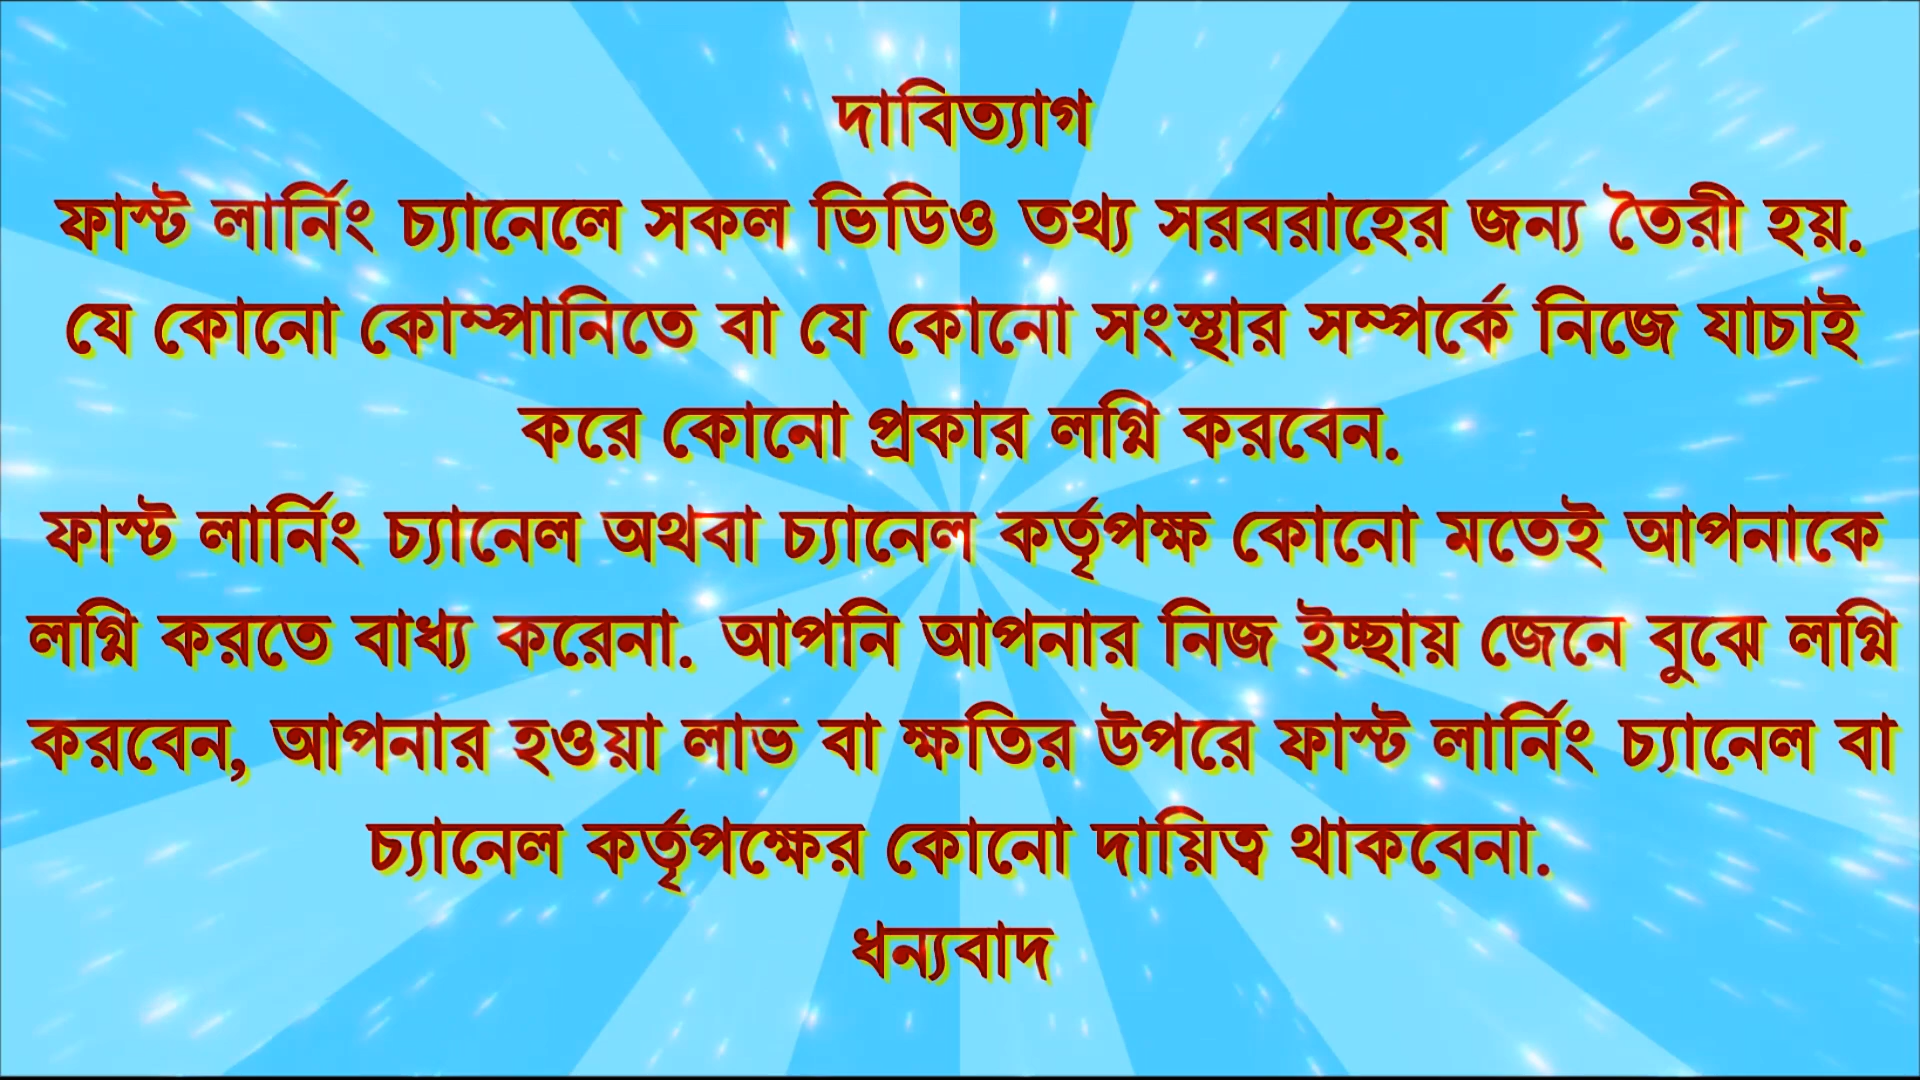 দাবিত্যাগ
ফাস্ট লার্নিং চ্যানেলে সকল ভিডিও তথ্য সরবরাহের জন্য তৈরী হয়.
যে কোনো কোম্পানিতে বা যে কোনো সংস্থার সম্পর্কে নিজে যাচাই
করে কোনো প্রকার লগ্নি করবেন.
ফাস্ট লার্নিং চ্যানেল অথবা চ্যানেল কর্তৃপক্ষ কোনো মতেই আপনাকে
লগ্নি করতে বাধ্য করেনা. আপনি আপনার নিজ ইচ্ছায় জেনে বুঝে লগ্নি
করবেন, আপনার হওয়া লাভ বা ক্ষতির উপরে ফাস্ট লার্নিং চ্যানেল বা
চ্যানেল কর্তৃপক্ষের কোনো দায়িত্ব থাকবেনা.
ধন্যবাদ